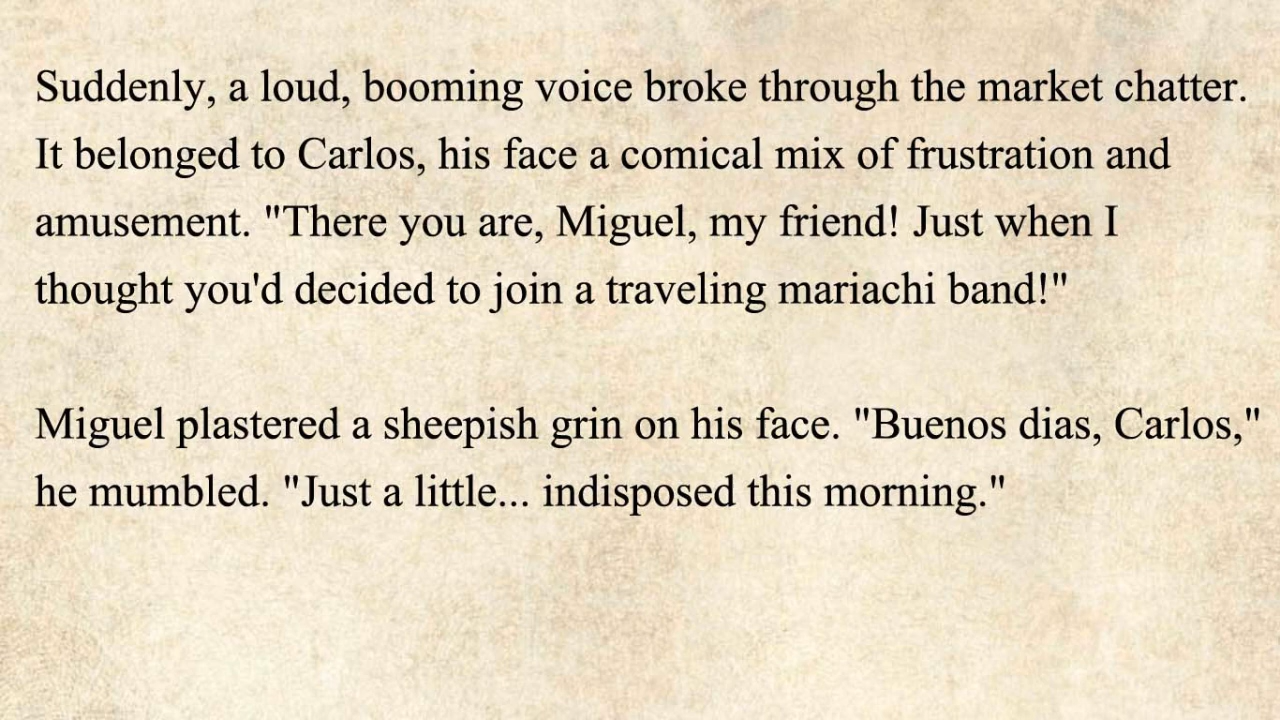 Suddenly, a loud, booming voice broke through the market chatter.
It belonged to Carlos, his face a comical mix of frustration and
amusement. "There you are, Miguel, my friend! Just when I
thought you'd decided to join a traveling mariachi band!"
Miguel plastered a sheepish grin on his face. "Buenos dias, Carlos,"
he mumbled. "Just a little... indisposed this morning."